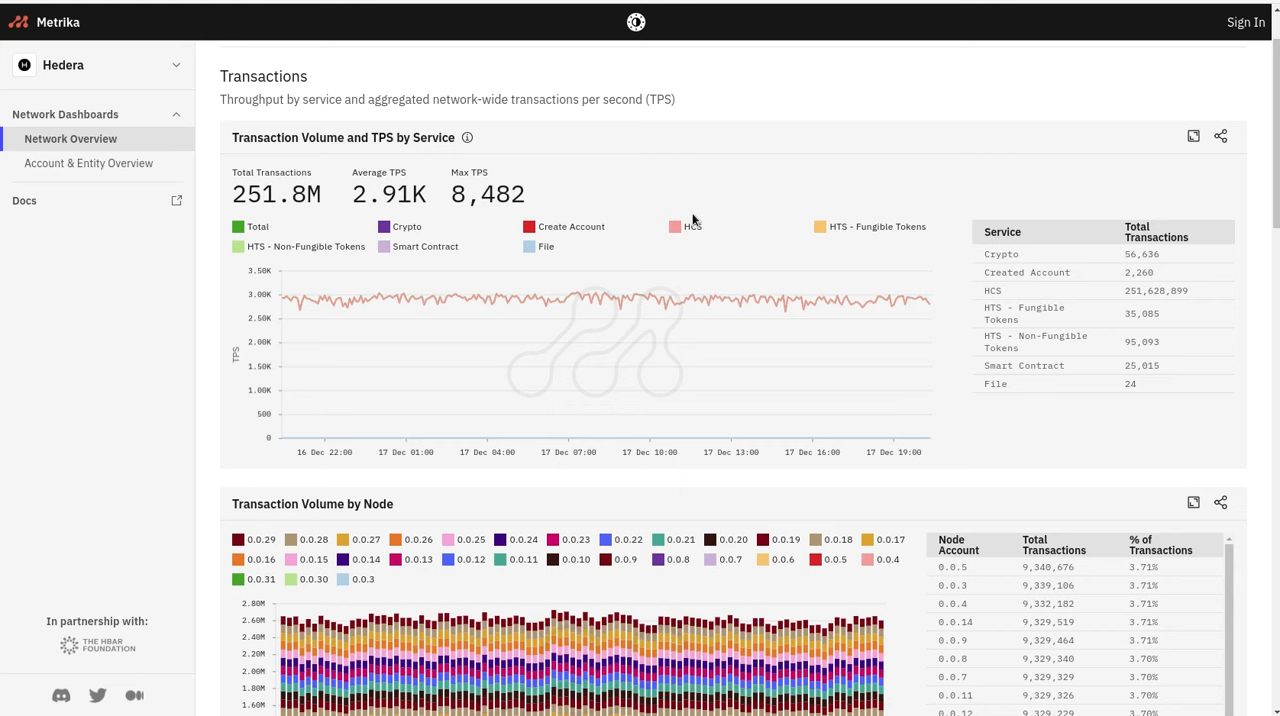 Metrika
Sign In
Hedera
Network Dashboards
Network Overview
Account & Entity Overview
Docs
In partnership with:
THE HBAR
FOUNDATION
Transactions
Throughput by service and aggregated network-wide transactions per second (TPS)
Transaction Volume and TPS by Service
Total Transactions Average TPS Max TPS
251.8M 2.91K 8,482
Total Crypto Create Account HCS HTS - Fungible Tokens
HTS - Non-Fungible Tokens Smart Contract File
3.50K
3.00K
2.50K
2.00K
1.50K
1.00K
500
0
TPS
16 Dec 22:00 17 Dec 01:00 17 Dec 04:00 17 Dec 07:00 17 Dec 10:00 17 Dec 13:00 17 Dec 16:00 17 Dec 19:00
Service Total
Transactions
Crypto 56,636
Created Account 2,260
HCS 251,628,899
HTS - Fungible
Tokens 35,085
HTS - Non-Fungible
Tokens 95,093
Smart Contract 25,015
File 24
Transaction Volume by Node
0.0.29 0.0.28 0.0.27 0.0.26 0.0.25 0.0.24 0.0.23 0.0.22 0.0.21 0.0.20 0.0.19 0.0.18 0.0.17
0.0.16 0.0.15 0.0.14 0.0.13 0.0.12 0.0.11 0.0.10 0.0.9 0.0.8 0.0.7 0.0.6 0.0.5 0.0.4
0.0.31 0.0.30 0.0.3
2.80M
2.60M
2.40M
2.20M
2.00M
1.80M
1.60M
Node Total % of
Account Transactions Transactions
0.0.5 9,340,676 3.71%
0.0.3 9,339,106 3.71%
0.0.4 9,332,182 3.71%
0.0.14 9,329,519 3.71%
0.0.9 9,329,464 3.71%
0.0.8 9,329,340 3.70%
0.0.7 9,329,329 3.70%
0.0.11 9,329,326 3.70%
0.0.12 9,329,229 3.70%